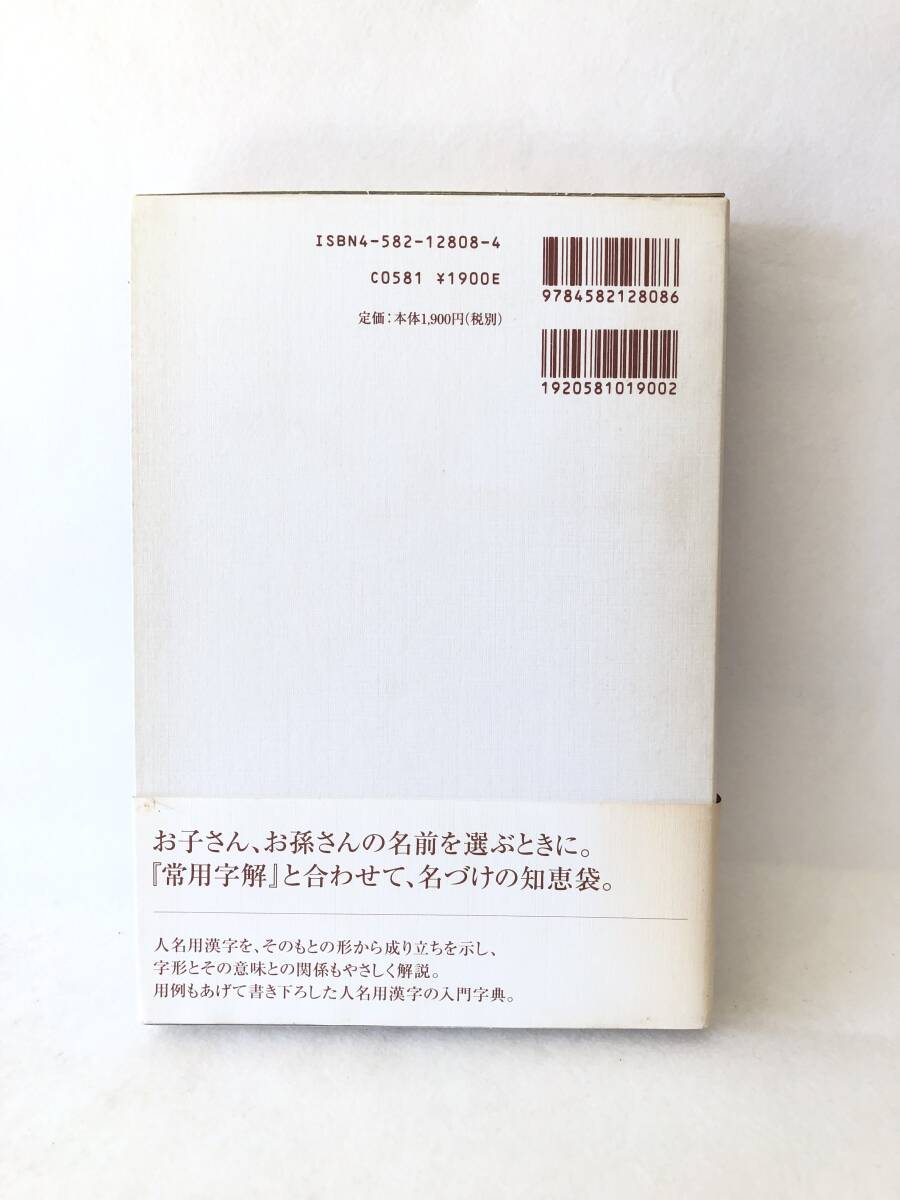 ISBN4-582-12808-4
C0581 ¥1900E
定価：本体1,900円（税別）
9784582128086
1920581019002
お子さん、お孫さんの名前を選ぶときに。
『常用字解』と合わせて、名づけの知恵袋。
人名用漢字を、そのもとの形から成り立ちを示し、
字形とその意味との関係もやさしく解説。
用例もあげて書き下ろした人名用漢字の入門字典。